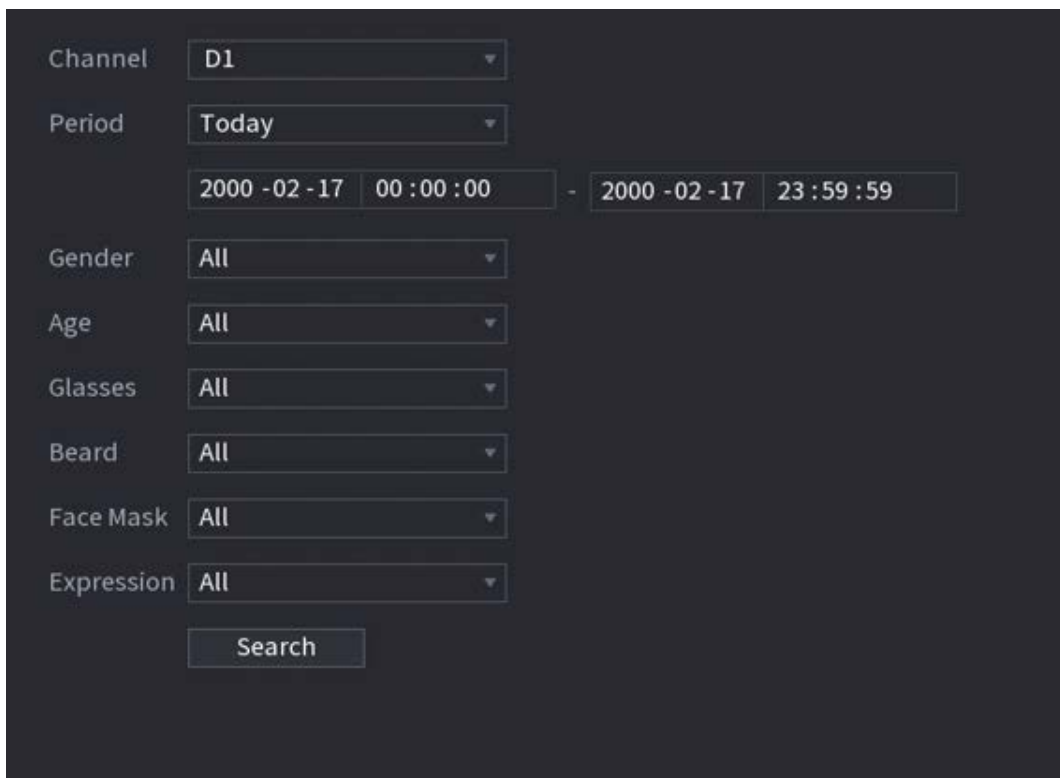 Channel D1
Period Today
2000 -02 -17 00 : 00 : 00 - 2000 -02 -17 23 : 59 : 59
Gender All
Age All
Glasses All
Beard All
Face Mask All
Expression All
Search